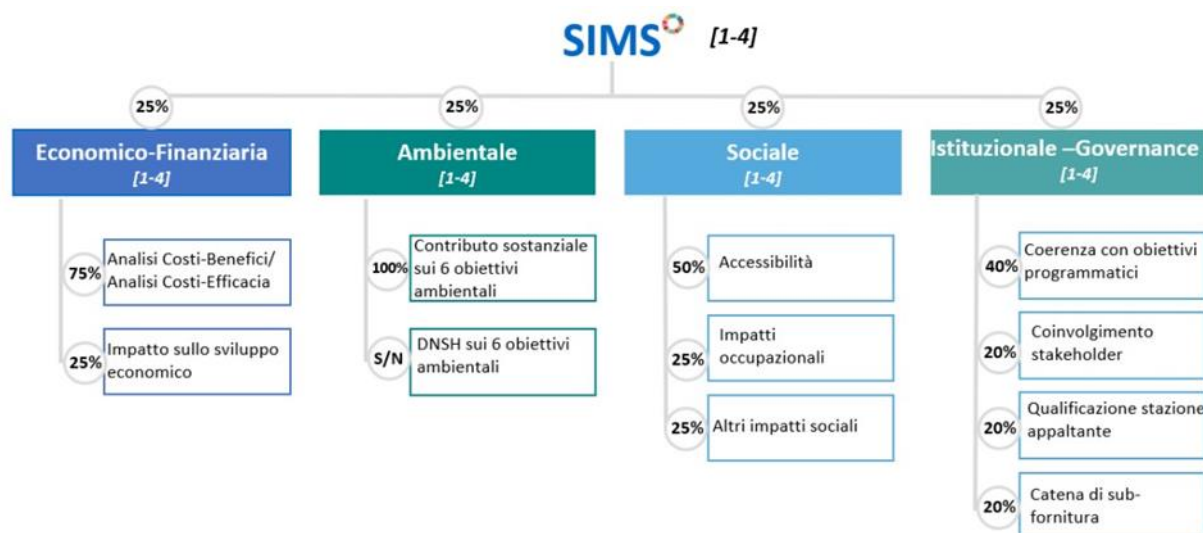 SIMS [1-4]
25%
25%
25%
25%
Economico-Finanziaria
[1-4]
Ambientale
[1-4]
Sociale
[1-4]
Istituzionale –Governance
[1-4]
75%
Analisi Costi-Benefici/
Analisi Costi-Efficacia
25%
Impatto sullo sviluppo
economico
100%
Contributo sostanziale
sui 6 obiettivi
ambientali
S/N
DNSH sui 6 obiettivi
ambientali
50%
Accessibilità
25%
Impatti
occupazionali
25%
Altri impatti sociali
40%
Coerenza con obiettivi
programmatici
20%
Coinvolgimento
stakeholder
20%
Qualificazione stazione
appaltante
20%
Catena di sub-
fornitura